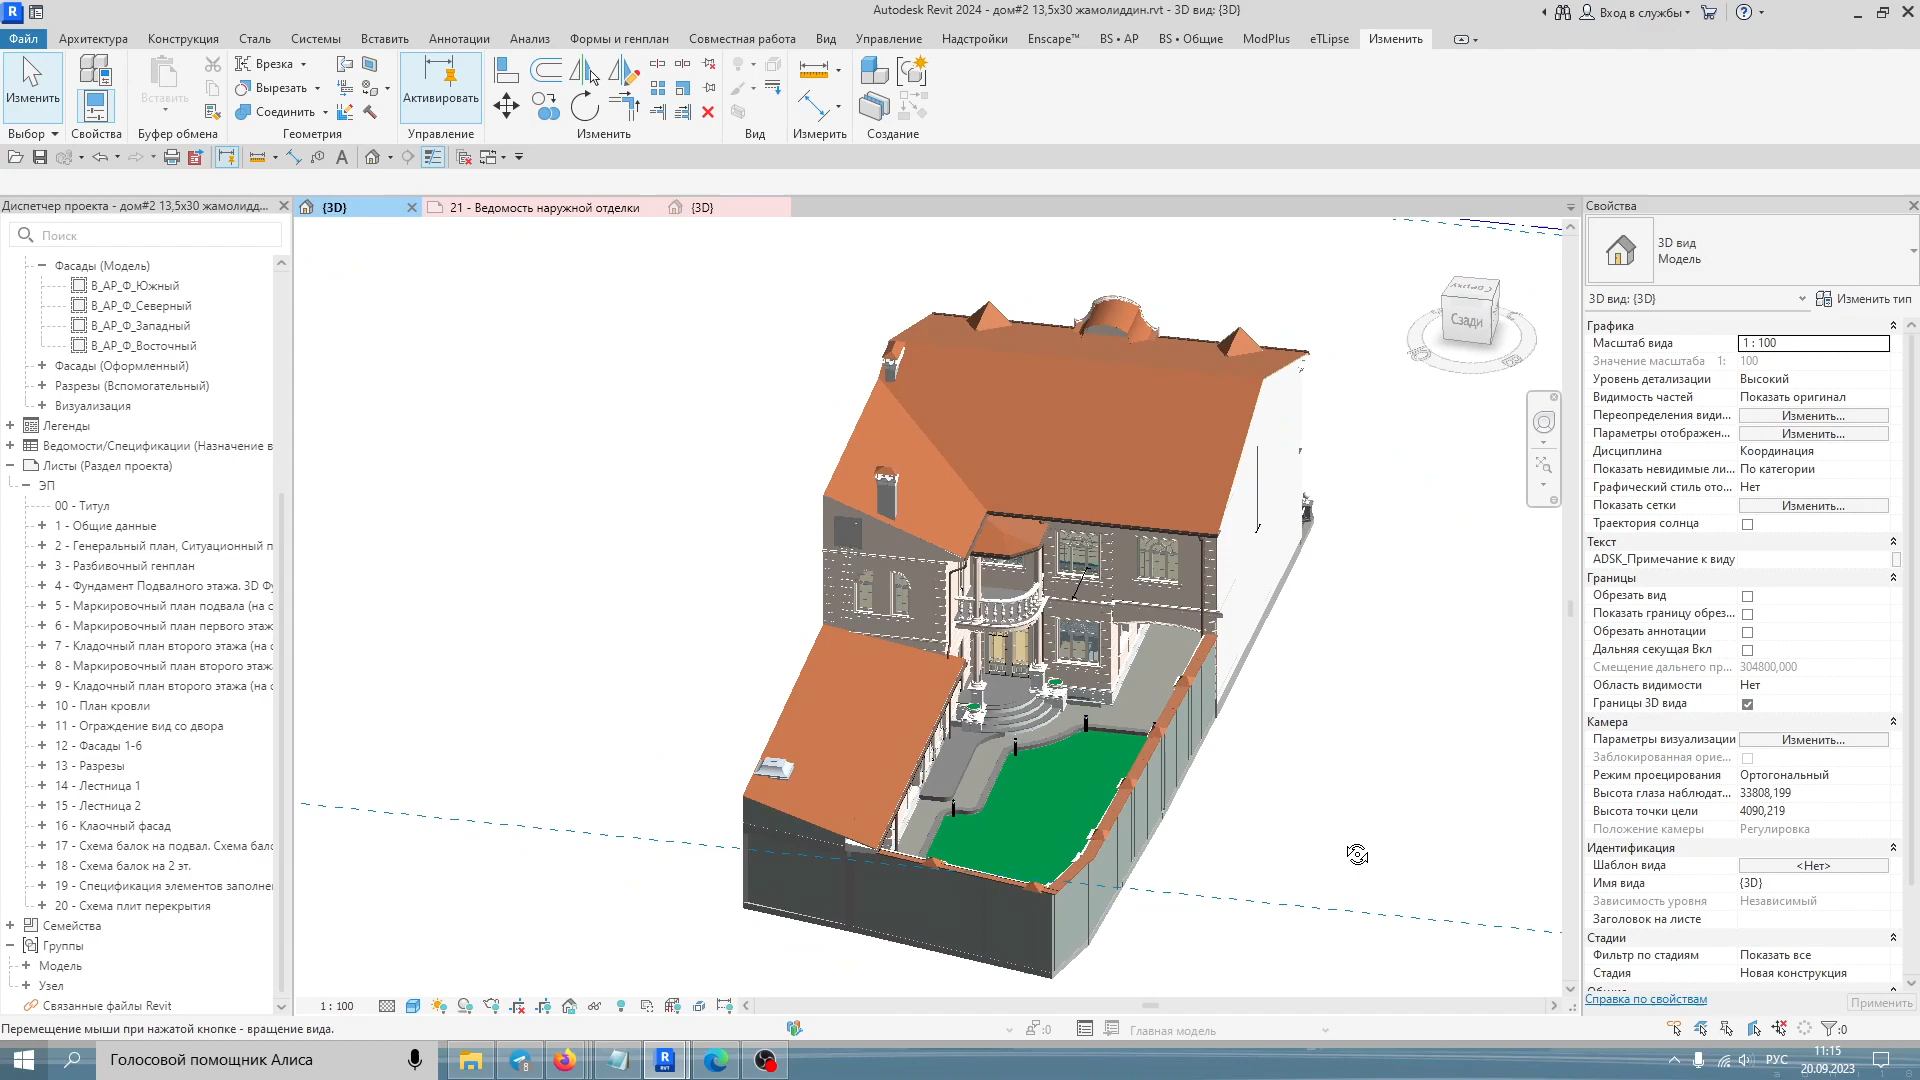 Autodesk Revit 2024 - дом#2 13,5x30 жамолиддин.rvt - 3D вид: {3D}
Вход в службы
Файл Архитектура Конструкция Сталь Системы Вставить Аннотации Анализ Формы и генплан Совместная работа Вид Управление Надстройки Enscape™ BS • АР BS • Общие ModPlus eTLipse Изменить
Изменить
Вставить
Врезка
Вырезать
Соединить
Активировать
Выбор Свойства Буфер обмена Геометрия Управление Изменить Вид Измерить Создание
Диспетчер проекта - дом#2 13,5x30 жамолидд...
{3D}
21 - Ведомость наружной отделки
{3D}
Поиск
Фасады (Модель)
В_АР_Ф_Южный
В_АР_Ф_Северный
В_АР_Ф_Западный
В_АР_Ф_Восточный
Фасады (Оформленный)
Разрезы (Вспомогательный)
Визуализация
Легенды
Ведомости/Спецификации (Назначение в
Листы (Раздел проекта)
ЭП
00 - Титул
1 - Общие данные
2 - Генеральный план, Ситуационный п
3 - Разбивочный генплан
4 - Фундамент Подвального этажа. 3D Фу
5 - Маркировочный план подвала (на о
6 - Маркировочный план первого этажа
7 - Кладочный план второго этажа (на о
8 - Маркировочный план второго этажа
9 - Кладочный план второго этажа (на о
10 - План кровли
11 - Ограждение вид со двора
12 - Фасады 1-6
13 - Разрезы
14 - Лестница 1
15 - Лестница 2
16 - Клаочный фасад
17 - Схема балок на подвал. Схема бало
18 - Схема балок на 2 эт.
19 - Спецификация элементов заполне
20 - Схема плит перекрытия
Семейства
Группы
Модель
Узел
Связанные файлы Revit
Сверху
Сзади
Свойства
3D вид
Модель
3D вид: {3D}
Изменить тип
Графика
Масштаб вида 1 : 100
Значение масштаба 1: 100
Уровень детализации Высокий
Видимость частей Показать оригинал
Переопределения види... Изменить...
Параметры отображен... Изменить...
Дисциплина Координация
Показать невидимые ли... По категории
Графический стиль ото... Нет
Показать сетки Изменить...
Траектория солнца
Текст
ADSK_Примечание к виду
Границы
Обрезать вид
Показать границу обрез...
Обрезать аннотации
Дальняя секущая Вкл
Смещение дальнего пр... 304800,000
Область видимости Нет
Границы 3D вида
Камера
Параметры визуализации Изменить...
Заблокированная орие...
Режим проецирования Ортогональный
Высота глаза наблюдат... 33808,199
Высота точки цели 4090,219
Положение камеры Регулировка
Идентификация
Шаблон вида <Нет>
Имя вида {3D}
Зависимость уровня Независимый
Заголовок на листе
Стадии
Фильтр по стадиям Показать все
Стадия Новая конструкция
Справка по свойствам
Применить
1 : 100
Перемещение мыши при нажатой кнопке - вращение вида.
:0
Главная модель
:0
Голосовой помощник Алиса
РУС
11:15
20.09.2023